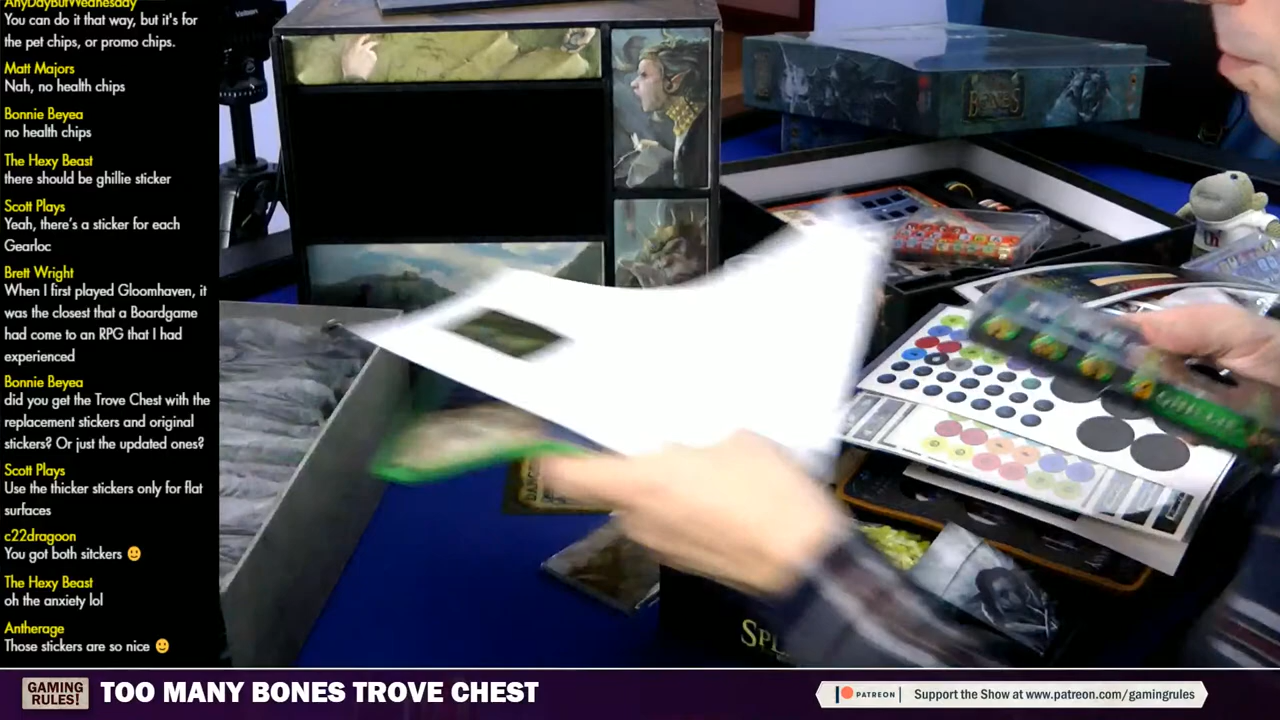 AnyDayButWednesday
You can do it that way, but it's for
the pet chips, or promo chips.
Matt Majors
Nah, no health chips
Bonnie Beyea
no health chips
The Hexy Beast
there should be ghillie sticker
Scott Plays
Yeah, there's a sticker for each
Gearloc
Brett Wright
When I first played Gloomhaven, it
was the closest that a Boardgame
had come to an RPG that I had
experienced
Bonnie Beyea
did you get the Trove Chest with the
replacement stickers and original
stickers? Or just the updated ones?
Scott Plays
Use the thicker stickers only for flat
surfaces
c22dragoon
You got both sitckers
The Hexy Beast
oh the anxiety lol
Antherage
Those stickers are so nice
BONES
GHILLIE
SPL
GAMING
RULES!
TOO MANY BONES TROVE CHEST
PATREON
Support the Show at www.patreon.com/gamingrules